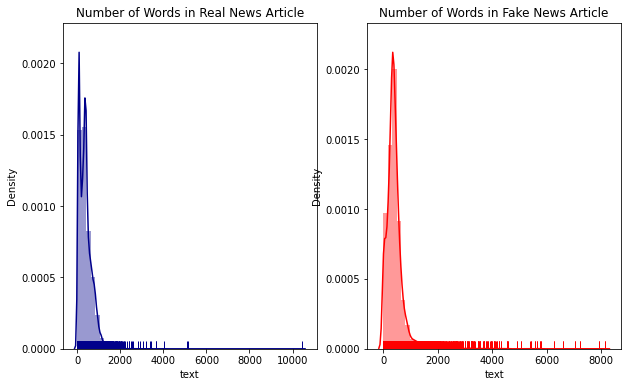 Number of Words in Real News Article
Density
0.0020
0.0015
0.0010
0.0005
0.0000
0 2000 4000 6000 8000 10000
text
Number of Words in Fake News Article
Density
0.0020
0.0015
0.0010
0.0005
0.0000
0 2000 4000 6000 8000
text